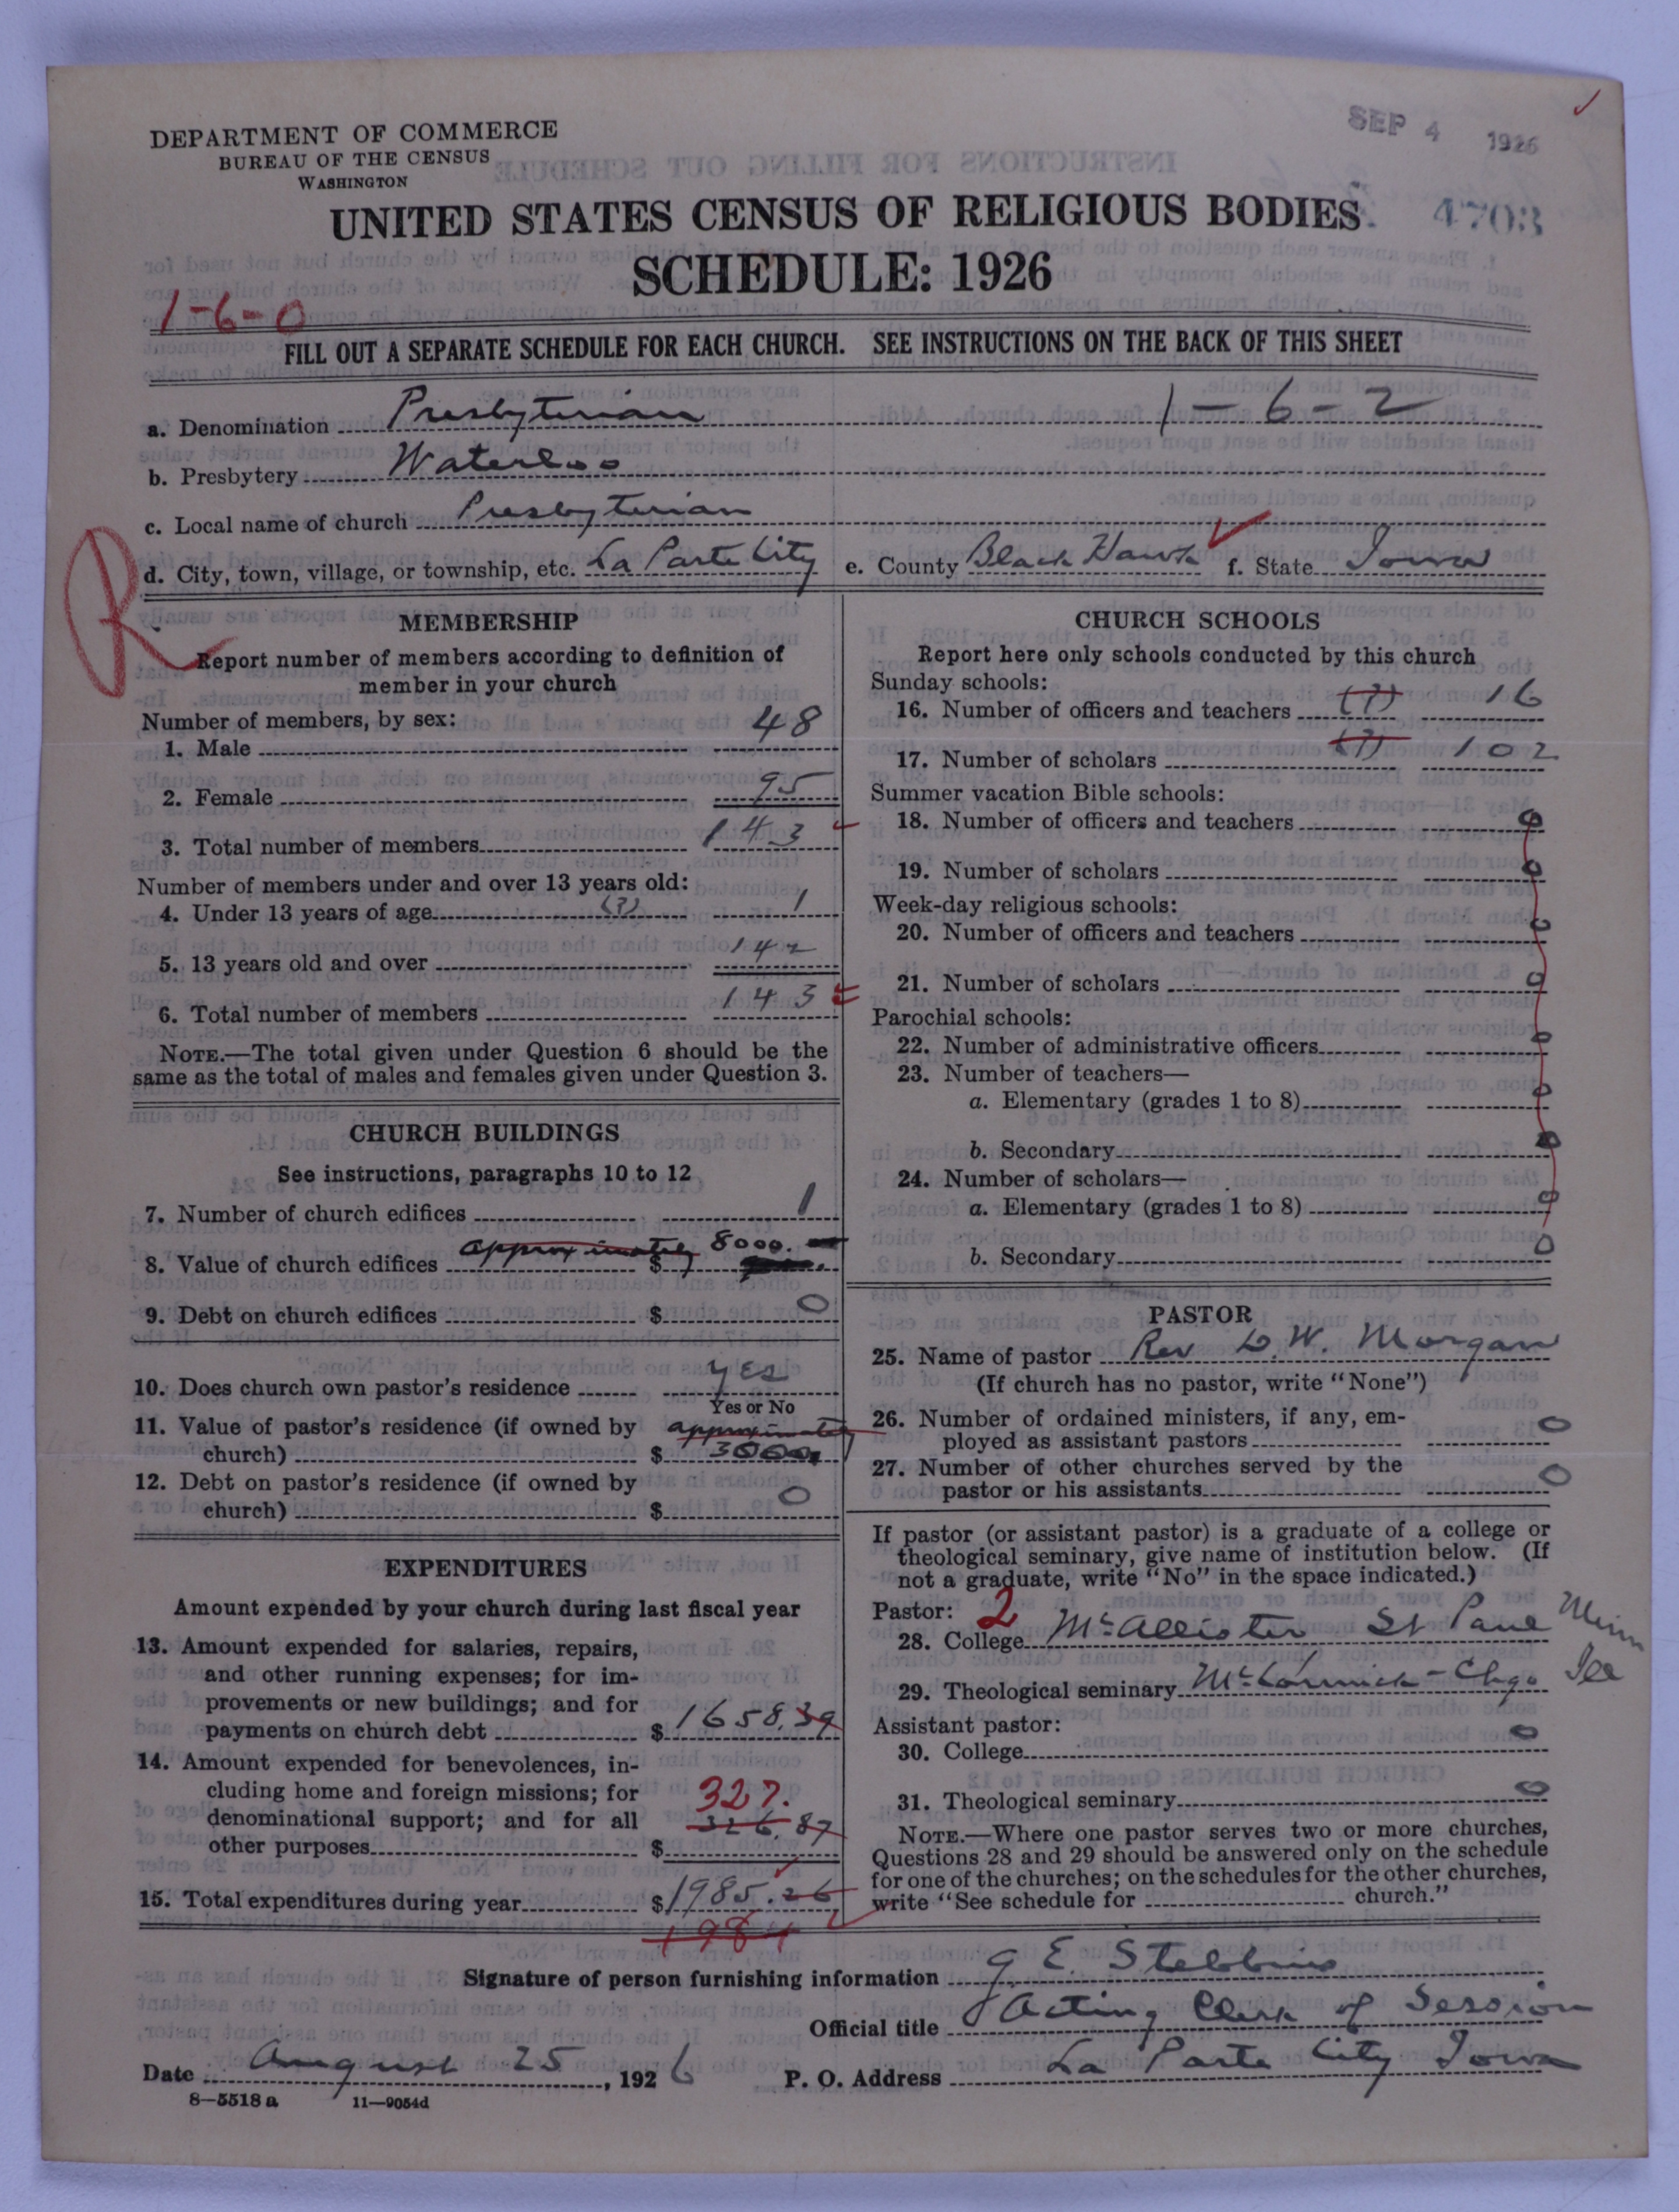 SEP 4 1926
DEPARTMENT OF COMMERCE
BUREAU OF THE CENSUS
WASHINGTON
UNITED STATES CENSUS OF RELIGIOUS BODIES
4703
SCHEDULE: 1926
1-6-0
FILL OUT A SEPARATE SCHEDULE FOR EACH CHURCH. SEE INSTRUCTIONS ON THE BACK OF THIS SHEET
a. Denomination Presbyterian 1-6-2
b. Presbytery Waterloo
c. Local name of church Presbyterian
d. City, town, village, or township, etc. La Porte City e. County Black Hawk f. State Iowa
R
MEMBERSHIP
Report number of members according to definition of
member in your church
Number of members, by sex:
1. Male 48
2. Female 95
3. Total number of members 143
Number of members under and over 13 years old:
4. Under 13 years of age (?) 1
5. 13 years old and over 142
6. Total number of members 143
NOTE.—The total given under Question 6 should be the
same as the total of males and females given under Question 3.
CHURCH BUILDINGS
See instructions, paragraphs 10 to 12
7. Number of church edifices 1
8. Value of church edifices approximately $ 8000.
9. Debt on church edifices $ 0
10. Does church own pastor's residence yes
Yes or No
11. Value of pastor's residence (if owned by approximately
church) $ 3000.
12. Debt on pastor's residence (if owned by
church) $ 0
EXPENDITURES
Amount expended by your church during last fiscal year
13. Amount expended for salaries, repairs,
and other running expenses; for im-
provements or new buildings; and for
payments on church debt $ 1658.39
14. Amount expended for benevolences, in-
cluding home and foreign missions; for 327.
denominational support; and for all 326.87
other purposes $
15. Total expenditures during year $ 1985.26
1984
CHURCH SCHOOLS
Report here only schools conducted by this church
Sunday schools:
16. Number of officers and teachers (?) 16
17. Number of scholars (?) 102
Summer vacation Bible schools:
18. Number of officers and teachers 0
19. Number of scholars 0
Week-day religious schools:
20. Number of officers and teachers 0
21. Number of scholars 0
Parochial schools:
22. Number of administrative officers 0
23. Number of teachers—
a. Elementary (grades 1 to 8) 0
b. Secondary 0
24. Number of scholars—
a. Elementary (grades 1 to 8) 0
b. Secondary 0
PASTOR
25. Name of pastor Rev D. W. Morgan
(If church has no pastor, write "None")
26. Number of ordained ministers, if any, em-
ployed as assistant pastors 0
27. Number of other churches served by the
pastor or his assistants 0
If pastor (or assistant pastor) is a graduate of a college or
theological seminary, give name of institution below. (If
not a graduate, write "No" in the space indicated.)
Pastor: 2
28. College McAllister St Paul Minn
29. Theological seminary McCormick - Chgo Ill
Assistant pastor:
30. College 0
31. Theological seminary 0
NOTE.—Where one pastor serves two or more churches,
Questions 28 and 29 should be answered only on the schedule
for one of the churches; on the schedules for the other churches,
write "See schedule for church."
Signature of person furnishing information G E. Stebbins
Official title Acting Clerk of Session
Date August 25, 1926 P. O. Address La Porte City Iowa
8—5518 a 11—9054d